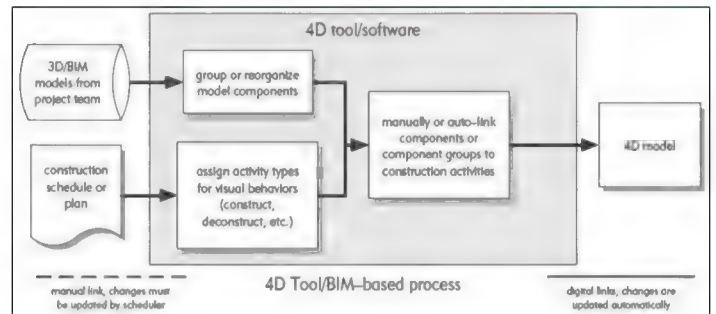 4D tool/software
3D/BIM
models from
project team
group or reorganize
model components
construction
schedule or
plan
assign activity types
for visual behaviors
(construct,
deconstruct, etc.)
manually or auto-link
components or
component groups to
construction activities
4D model
manual link, changes must
be updated by scheduler
4D Tool/BIM–based process
digital links, changes are
updated automatically